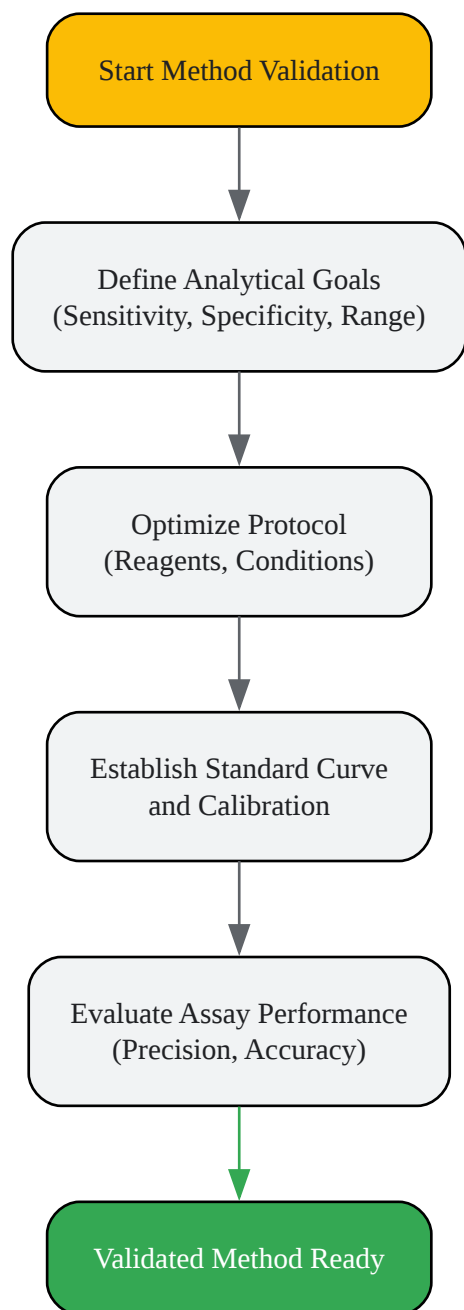 Start Method Validation
Define Analytical Goals
(Sensitivity, Specificity, Range)
Optimize Protocol
(Reagents, Conditions)
Establish Standard Curve
and Calibration
Evaluate Assay Performance
(Precision, Accuracy)
Validated Method Ready